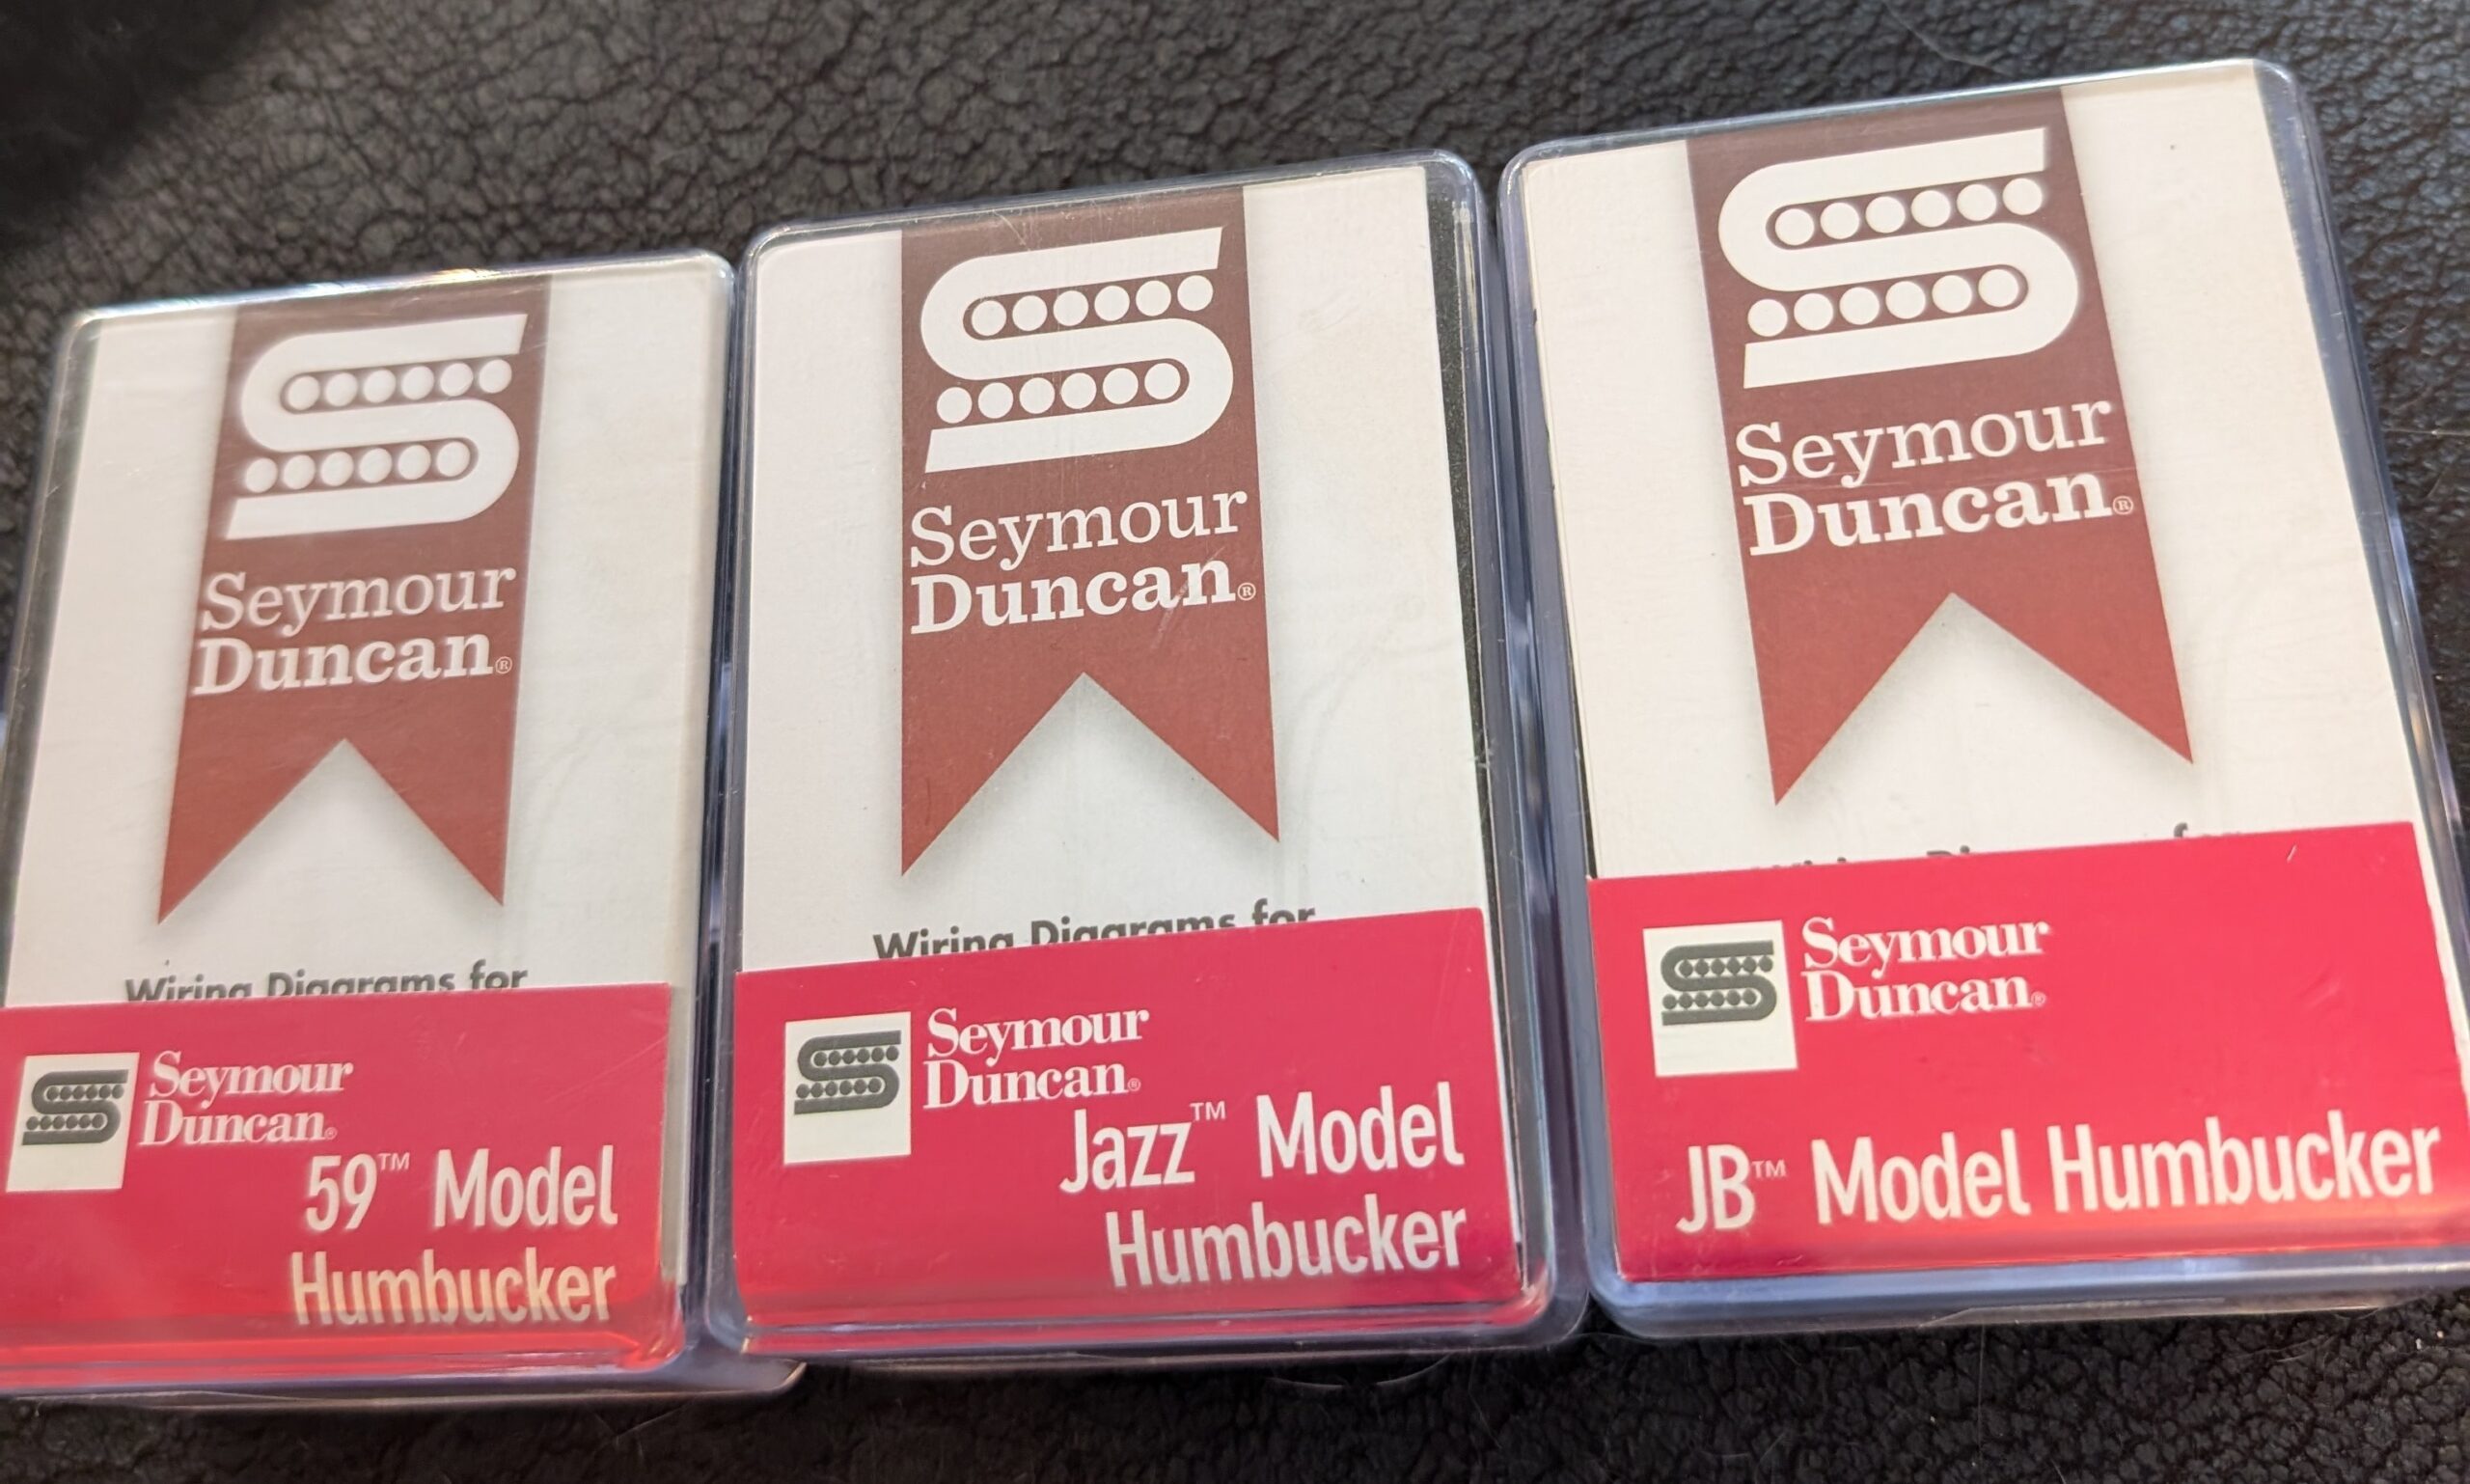 Seymour
Duncan®
Wiring Diagrams for
Seymour
Duncan®
59™ Model
Humbucker
Seymour
Duncan®
Wiring Diagrams for
Seymour
Duncan®
Jazz™ Model
Humbucker
Seymour
Duncan®
Seymour
Duncan®
JB™ Model Humbucker